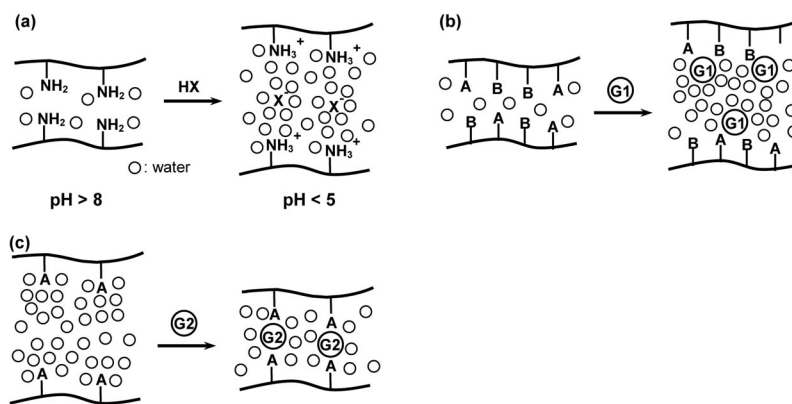 (a)
NH₂ NH₂
NH₂ NH₂
HX
NH₃⁺ NH₃⁺
X⁻ X⁻
NH₃⁺ NH₃⁺
: water
pH > 8
pH < 5
(b)
A B B A
B A B A
G1
A B B
G1 G1
G1
B A B A
(c)
A A
A A
G2
A A
G2 G2
A A